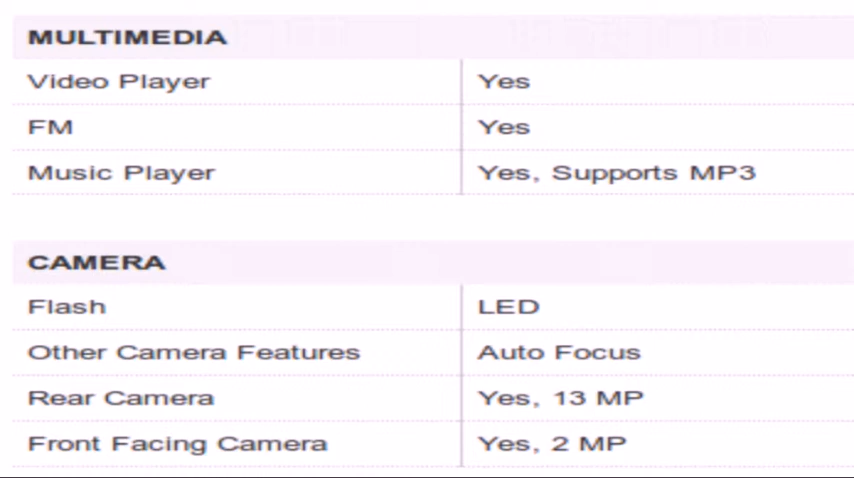 MULTIMEDIA
Video Player Yes
FM Yes
Music Player Yes, Supports MP3
CAMERA
Flash LED
Other Camera Features Auto Focus
Rear Camera Yes, 13 MP
Front Facing Camera Yes, 2 MP